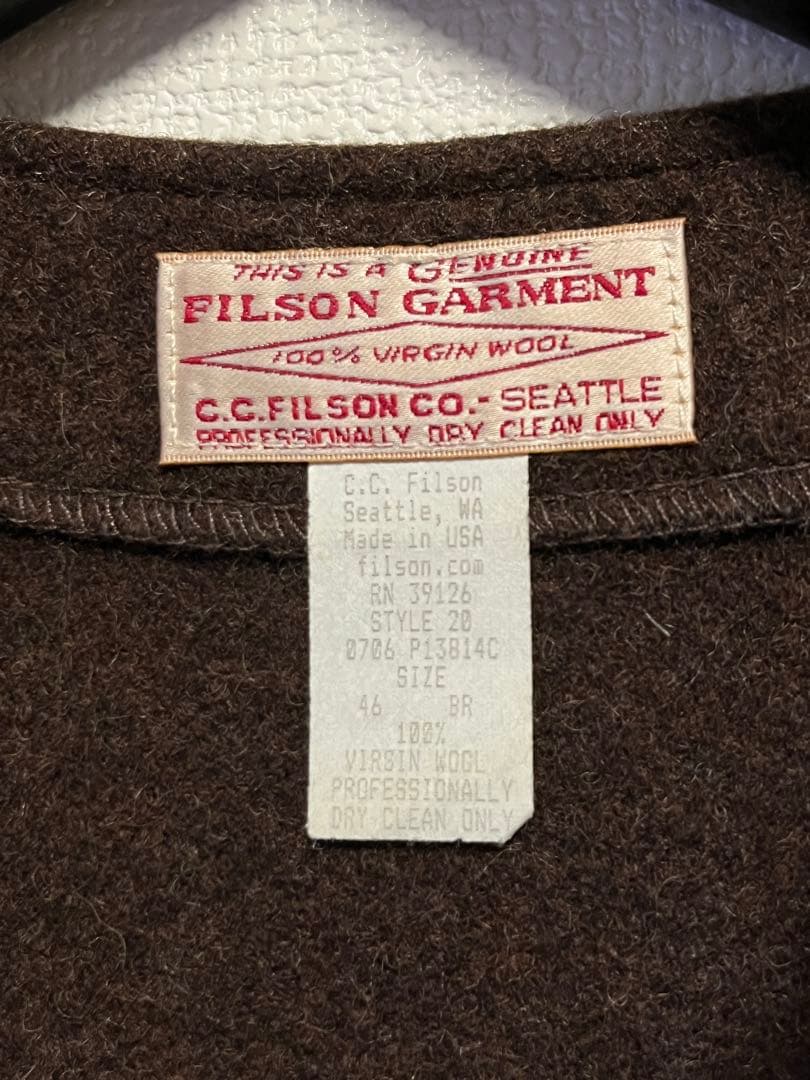 THIS IS A GENUINE
FILSON GARMENT
100% VIRGIN WOOL
C.C.FILSON CO.- SEATTLE
PROFESSIONALLY DRY CLEAN ONLY
C.C. Filson
Seattle, WA
Made in USA
filson.com
RN 39126
STYLE 20
0706 P13814C
SIZE
46 BR
100%
VIRGIN WOOL
PROFESSIONALLY
DRY CLEAN ONLY